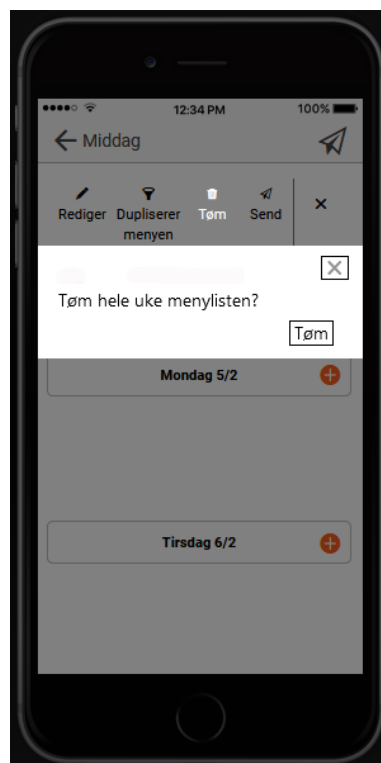 12:34 PM 100%
Middag
Rediger Dupliserer Tøm Send
menyen
Tøm hele uke menylisten?
Tøm
Mondag 5/2
Tirsdag 6/2